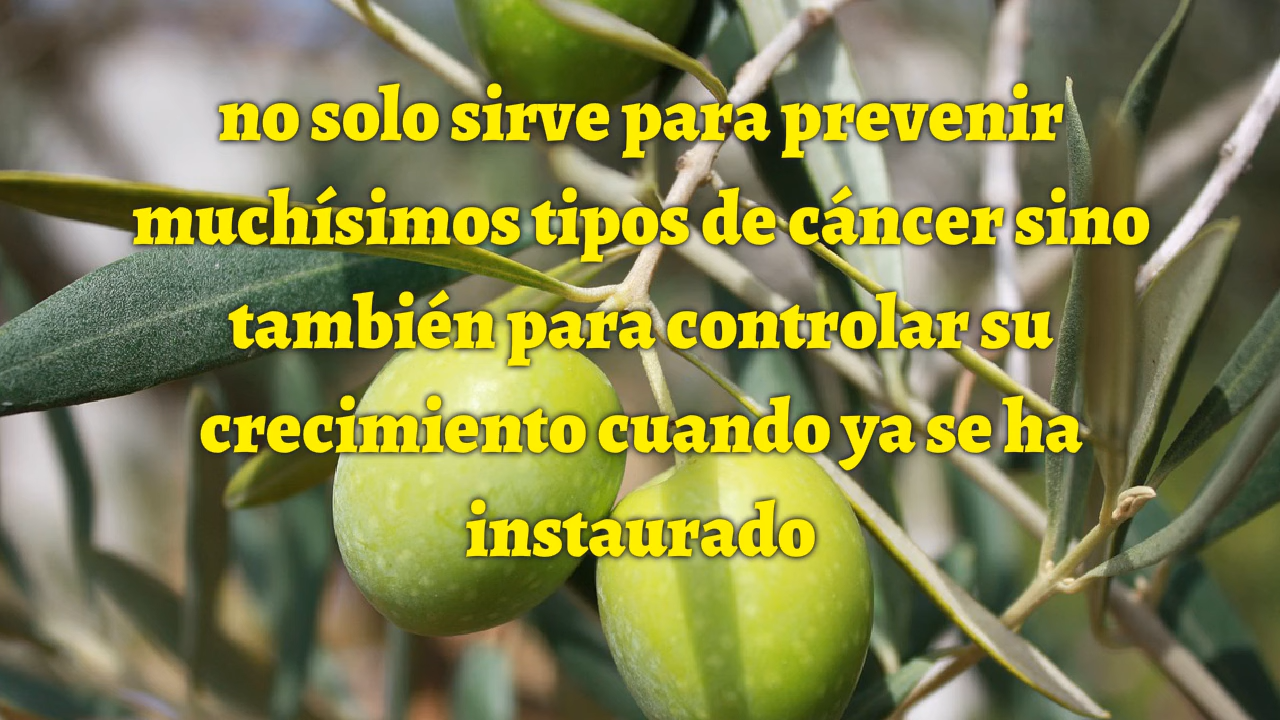 no solo sirve para prevenir
muchísimos tipos de cáncer sino
también para controlar su
crecimiento cuando ya se ha
instaurado